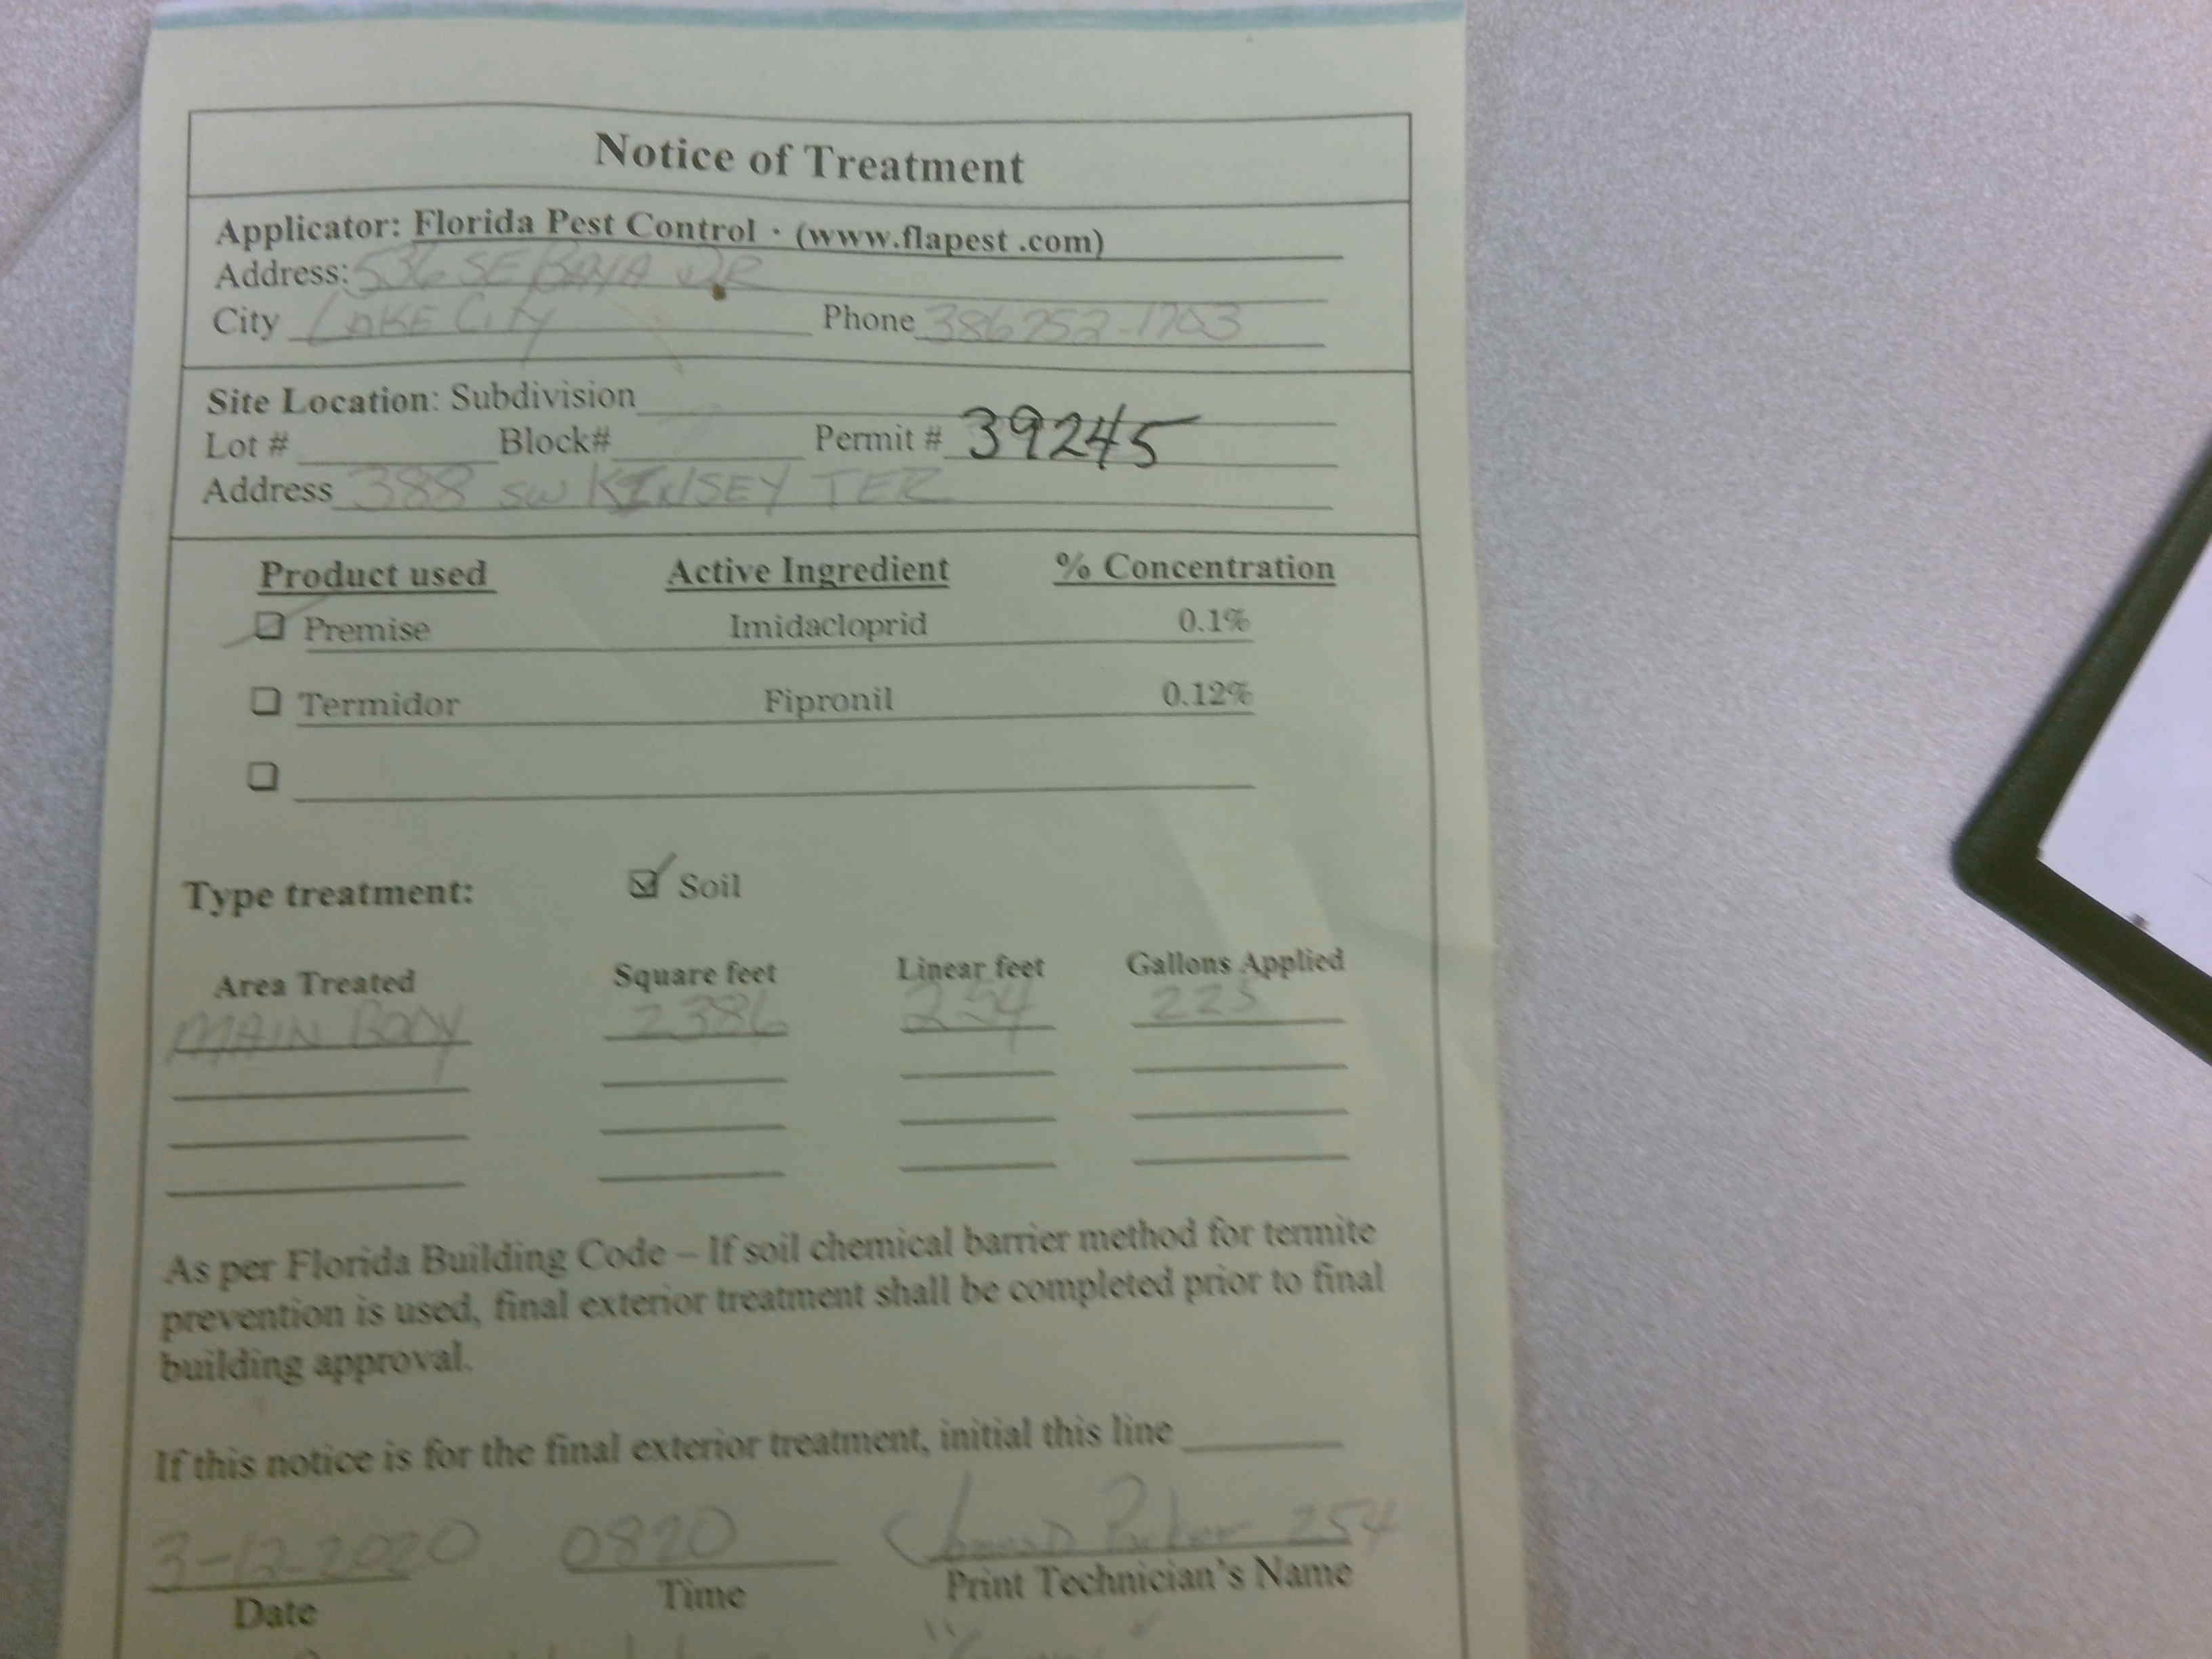 Notice of Treatment
Applicator: Florida Pest Control · (www.flapest .com)
Address: 536 SE BAYA DR
City LAKE CITY Phone 386 752-1703
Site Location: Subdivision
Lot # Block# Permit # 39245
Address 388 SW KINSEY TER
Product used Active Ingredient % Concentration
Premise Imidacloprid 0.1%
Termidor Fipronil 0.12%
Type treatment: Soil
Area Treated Square feet Linear feet Gallons Applied
MAIN BODY 2386 254 225
As per Florida Building Code – If soil chemical barrier method for termite
prevention is used, final exterior treatment shall be completed prior to final
building approval.
If this notice is for the final exterior treatment, initial this line
3-12-2020 0820 Parker 254
Date Time Print Technician's Name